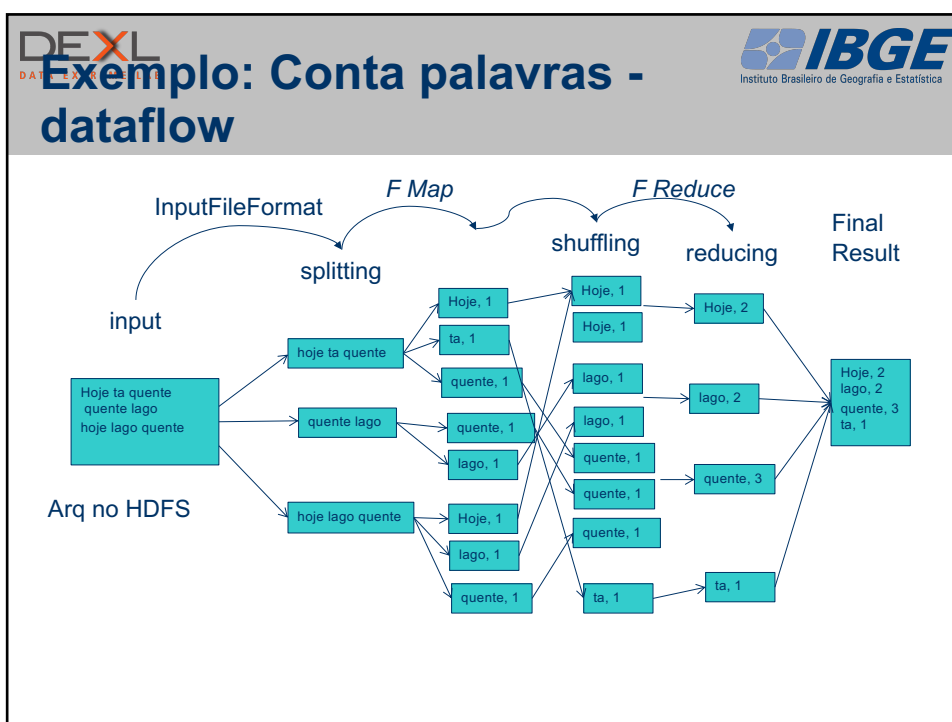 DEXL
DATA EX
Exemplo: Conta palavras -
dataflow
IBGE
Instituto Brasileiro de Geografia e Estatística
InputFileFormat
F Map
F Reduce
input
splitting
shuffling
reducing
Final
Result
Hoje ta quente
quente lago
hoje lago quente
Arq no HDFS
hoje ta quente
quente lago
hoje lago quente
Hoje, 1
ta, 1
quente, 1
quente, 1
lago, 1
Hoje, 1
lago, 1
quente, 1
Hoje, 1
Hoje, 1
lago, 1
lago, 1
quente, 1
quente, 1
quente, 1
ta, 1
Hoje, 2
lago, 2
quente, 3
ta, 1
Hoje, 2
lago, 2
quente, 3
ta, 1